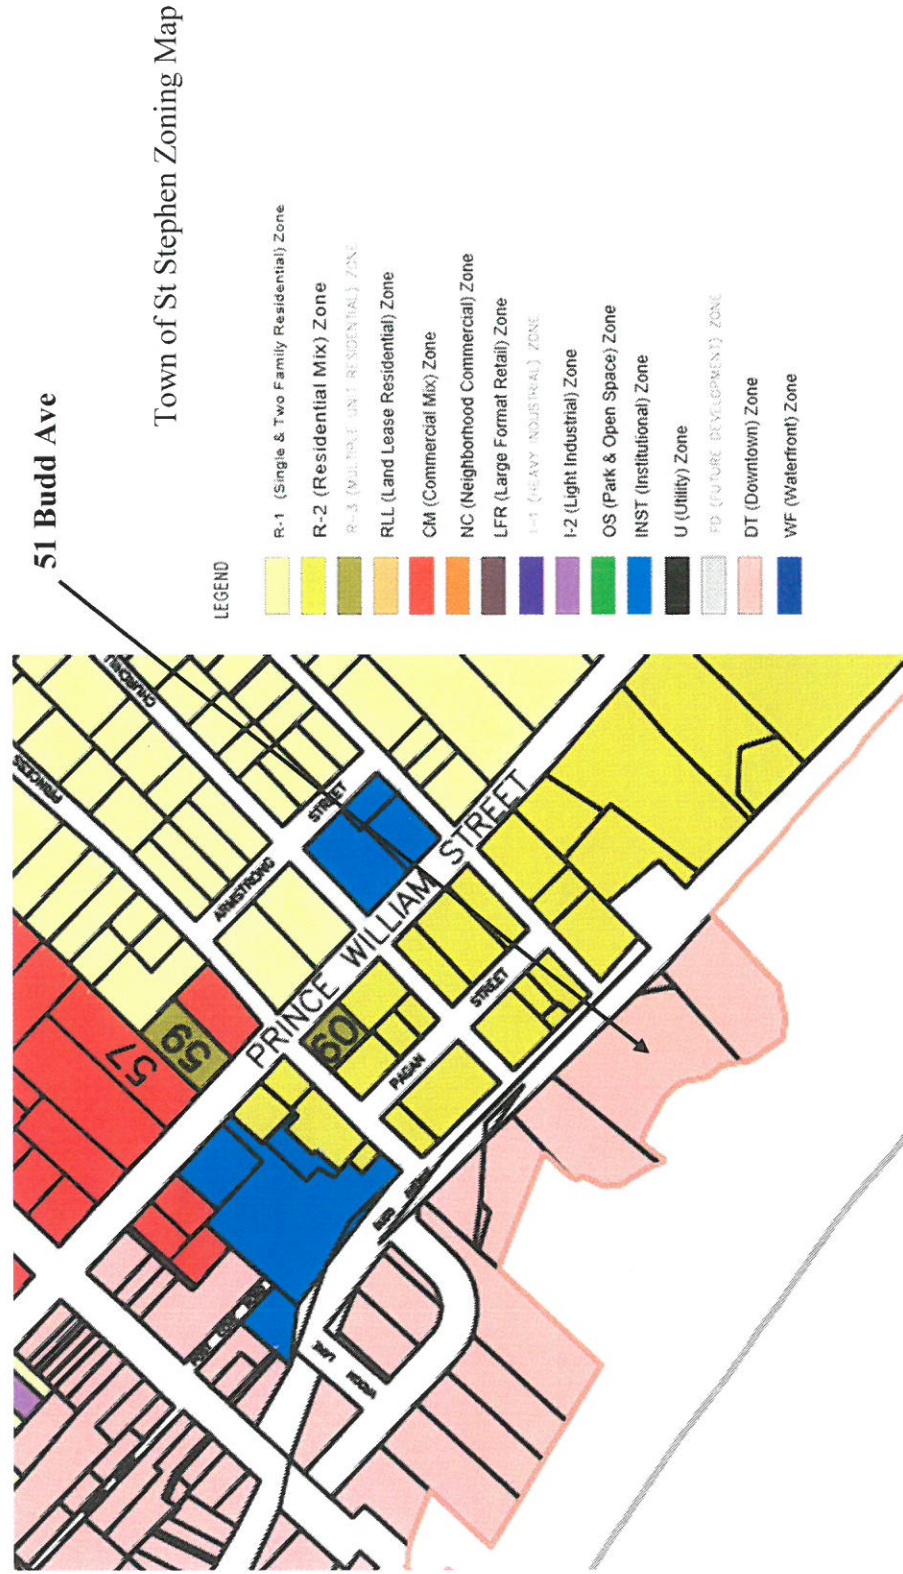 51 Budd Ave
Town of St Stephen Zoning Map
LEGEND
R-1 (Single & Two Family Residential) Zone
R-2 (Residential Mix) Zone
R-3 (MULTIPLE UNIT RESIDENTIAL) ZONE
RLL (Land Lease Residential) Zone
CM (Commercial Mix) Zone
NC (Neighborhood Commercial) Zone
LFR (Large Format Retail) Zone
I-1 (HEAVY INDUSTRIAL) ZONE
I-2 (Light Industrial) Zone
OS (Park & Open Space) Zone
INST (Institutional) Zone
U (Utility) Zone
FD (FUTURE DEVELOPMENT) ZONE
DT (Downtown) Zone
WF (Waterfront) Zone
PRINCESS
CHURCHILL
ARMSTRONG
STREET
57
59
PRINCE WILLIAM STREET
60
PAGAN
STREET
BUDD